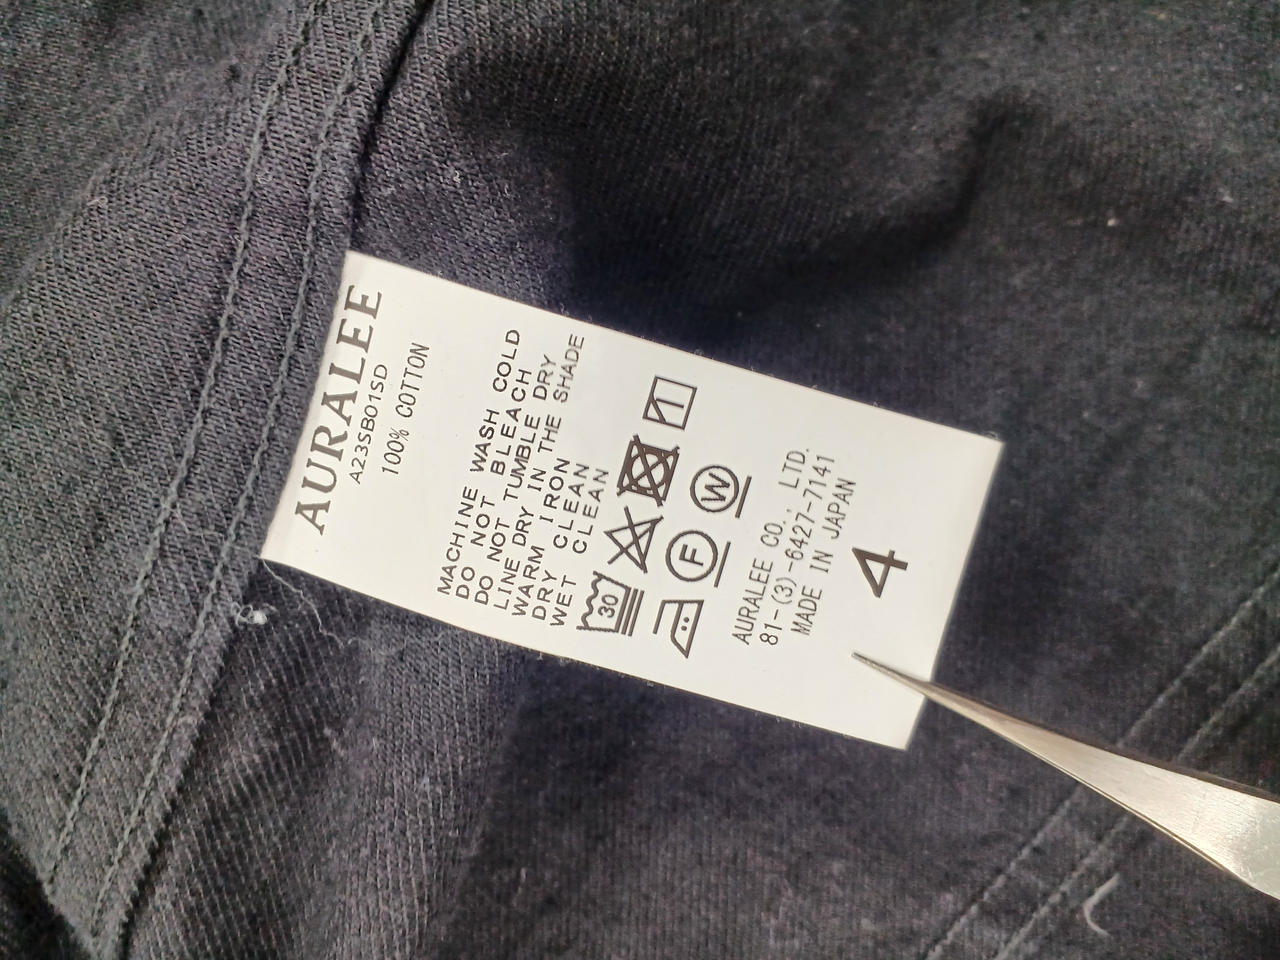 AURALEE
A23SB01SD
100% COTTON
MACHINE WASH COLD
DO NOT BLEACH
DO NOT TUMBLE DRY
LINE DRY IN THE SHADE
WARM IRON
DRY CLEAN
WET CLEAN
30
F W
AURALEE CO., LTD.
81-(3)-6427-7141
MADE IN JAPAN
4